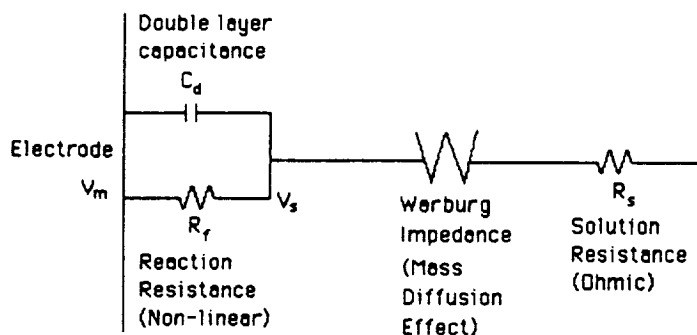 Double layer
capacitance
C_d
Electrode
V_m
V_s
R_f
Reaction
Resistance
(Non-linear)
Warburg
Impedance
(Mass
Diffusion
Effect)
R_s
Solution
Resistance
(Ohmic)